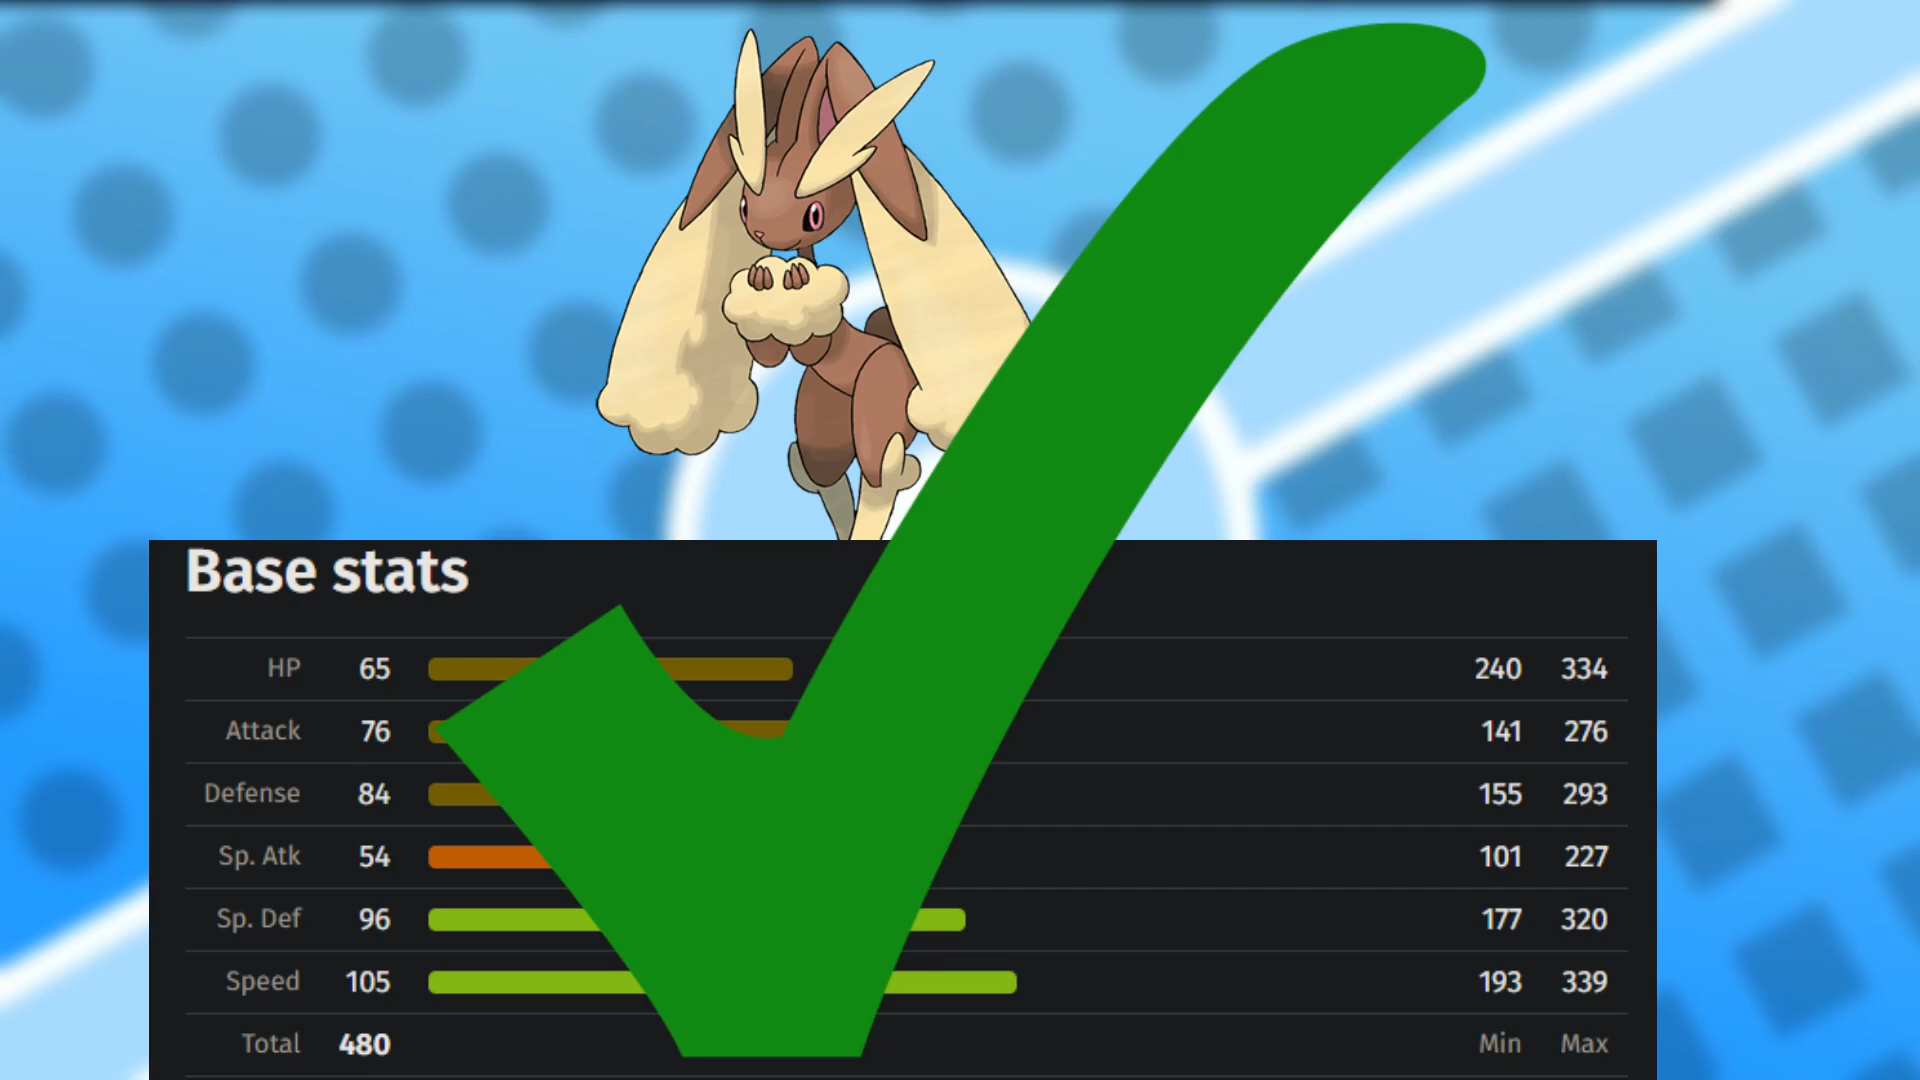 Base stats
HP 65 240 334
Attack 76 141 276
Defense 84 155 293
Sp. Atk 54 101 227
Sp. Def 96 177 320
Speed 105 193 339
Total 480 Min Max